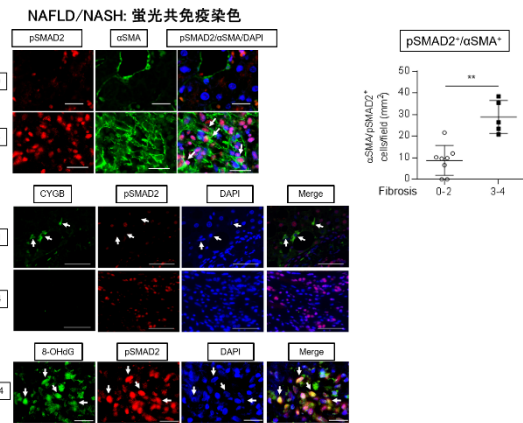 NAFLD/NASH: 蛍光共免疫染色
pSMAD2
αSMA
pSMAD2/αSMA/DAPI
pSMAD2⁺/αSMA⁺
αSMA/pSMAD2⁺
cells/field (mm²)
50
40
30
20
10
0
**
Fibrosis 0-2 3-4
CYGB
pSMAD2
DAPI
Merge
8-OHdG
pSMAD2
DAPI
Merge
4